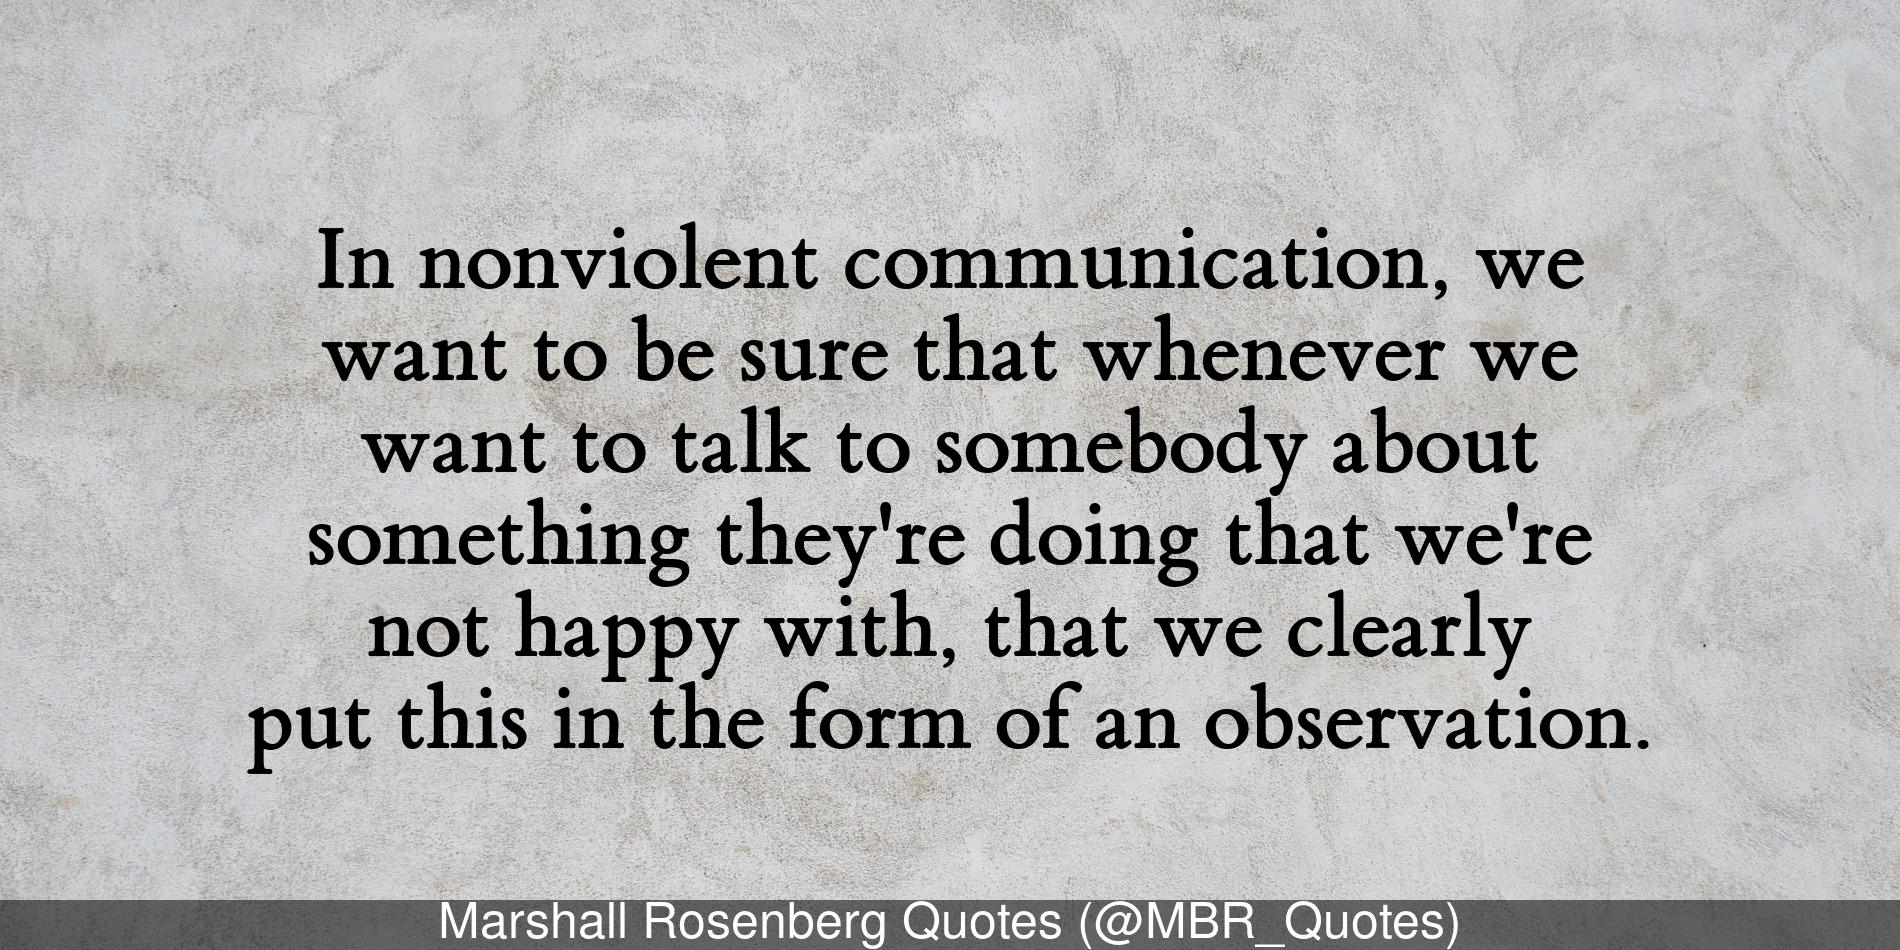 In nonviolent communication, we
want to be sure that whenever we
want to talk to somebody about
something they're doing that we're
not happy with, that we clearly
put this in the form of an observation.
Marshall Rosenberg Quotes (@MBR_Quotes)